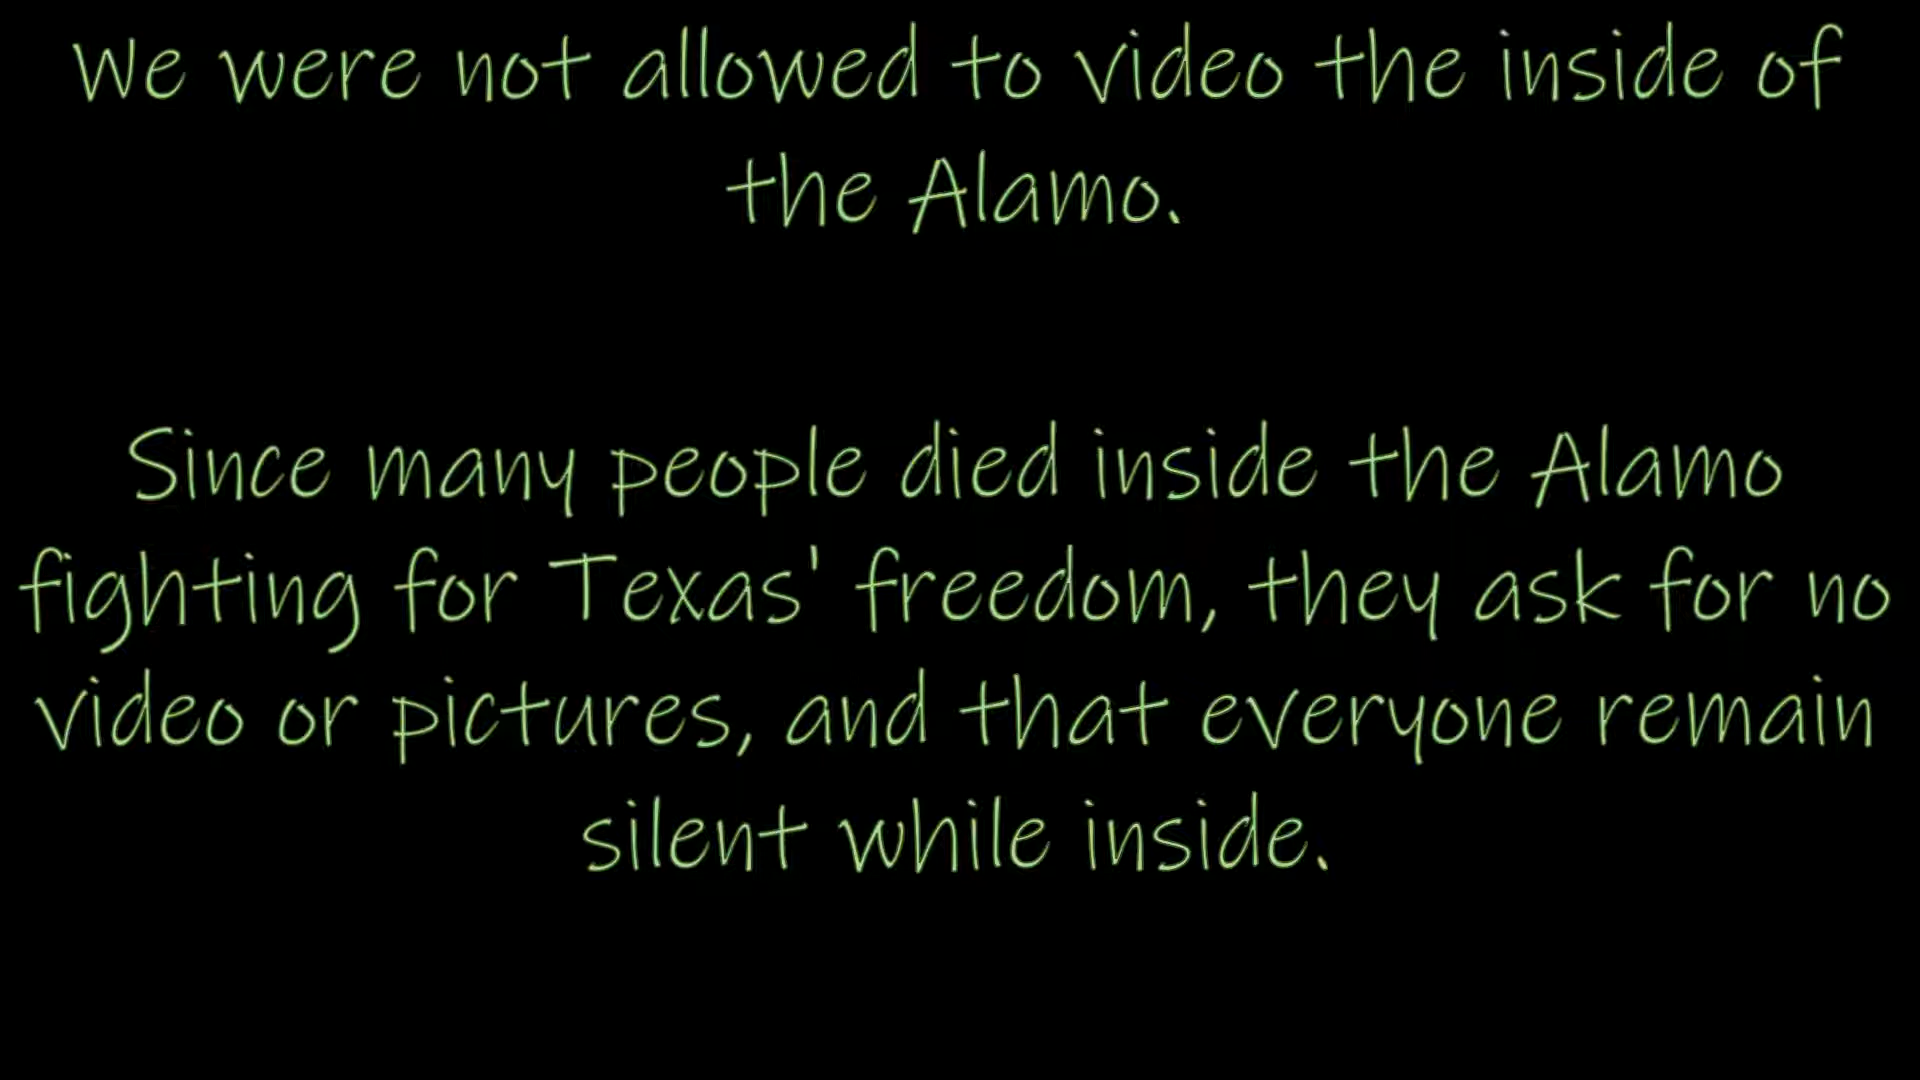 We were not allowed to video the inside of
the Alamo.
Since many people died inside the Alamo
fighting for Texas' freedom, they ask for no
video or pictures, and that everyone remain
silent while inside.